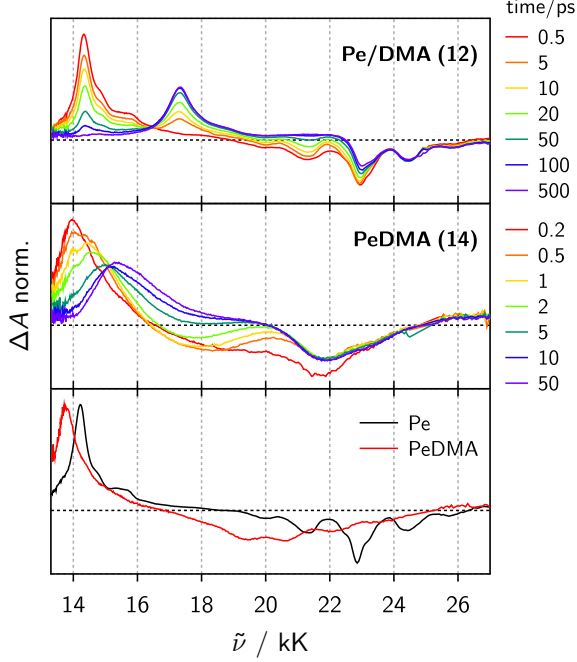 time/ps
Pe/DMA (12)
0.5
5
10
20
50
100
500
PeDMA (14)
0.2
0.5
1
2
5
10
50
ΔA norm.
Pe
PeDMA
14 16 18 20 22 24 26
ν̃ / kK